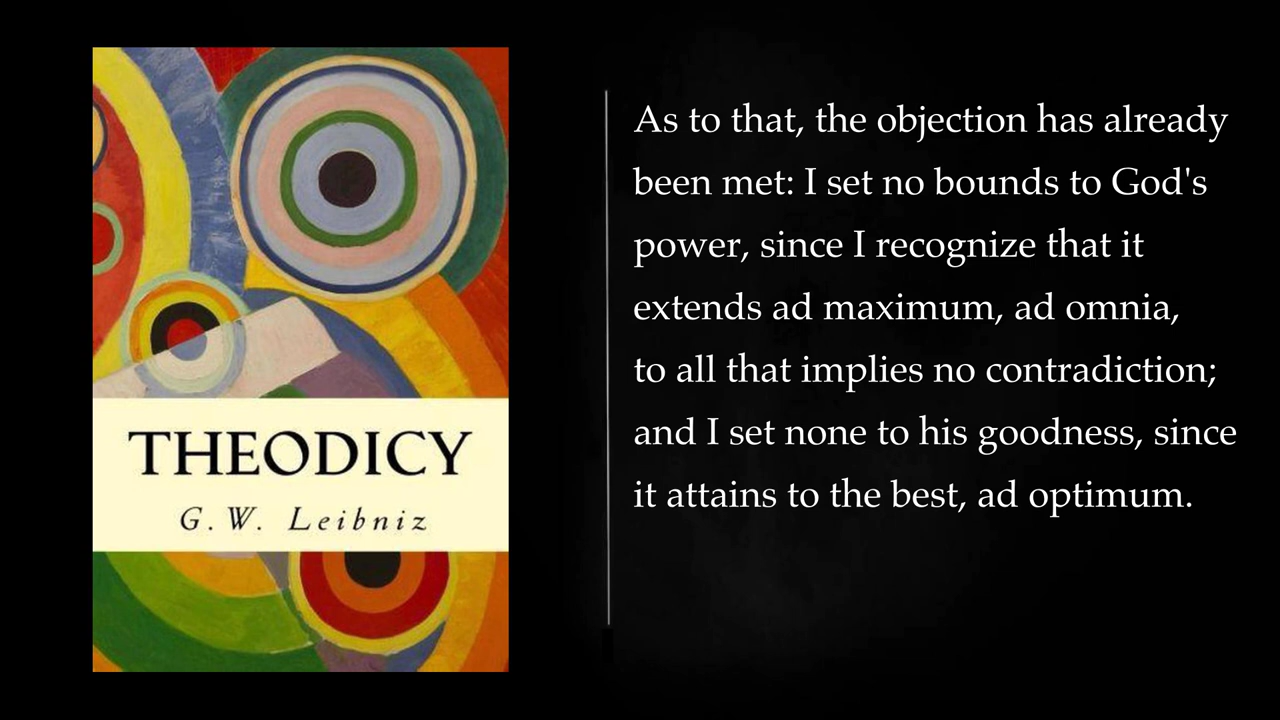 THEODICY
G.W. Leibniz
As to that, the objection has already
been met: I set no bounds to God's
power, since I recognize that it
extends ad maximum, ad omnia,
to all that implies no contradiction;
and I set none to his goodness, since
it attains to the best, ad optimum.